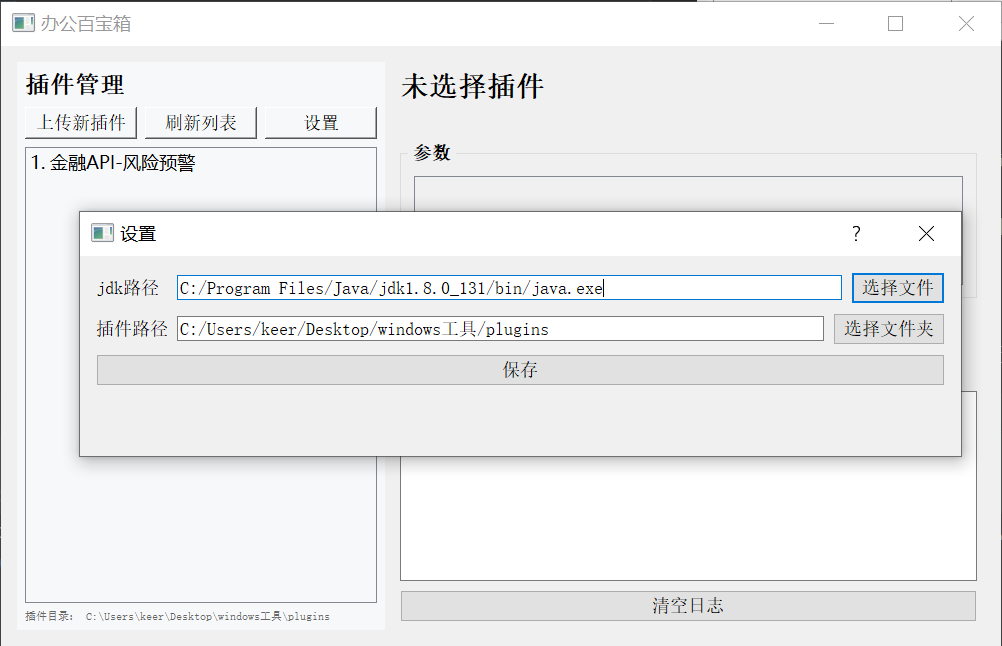 办公百宝箱
插件管理
上传新插件 刷新列表 设置
1. 金融API-风险预警
未选择插件
参数
设置
?
jdk路径 C:/Program Files/Java/jdk1.8.0_131/bin/java.exe 选择文件
插件路径 C:/Users/keer/Desktop/windows工具/plugins 选择文件夹
保存
清空日志
插件目录: C:\Users\keer\Desktop\windows工具\plugins